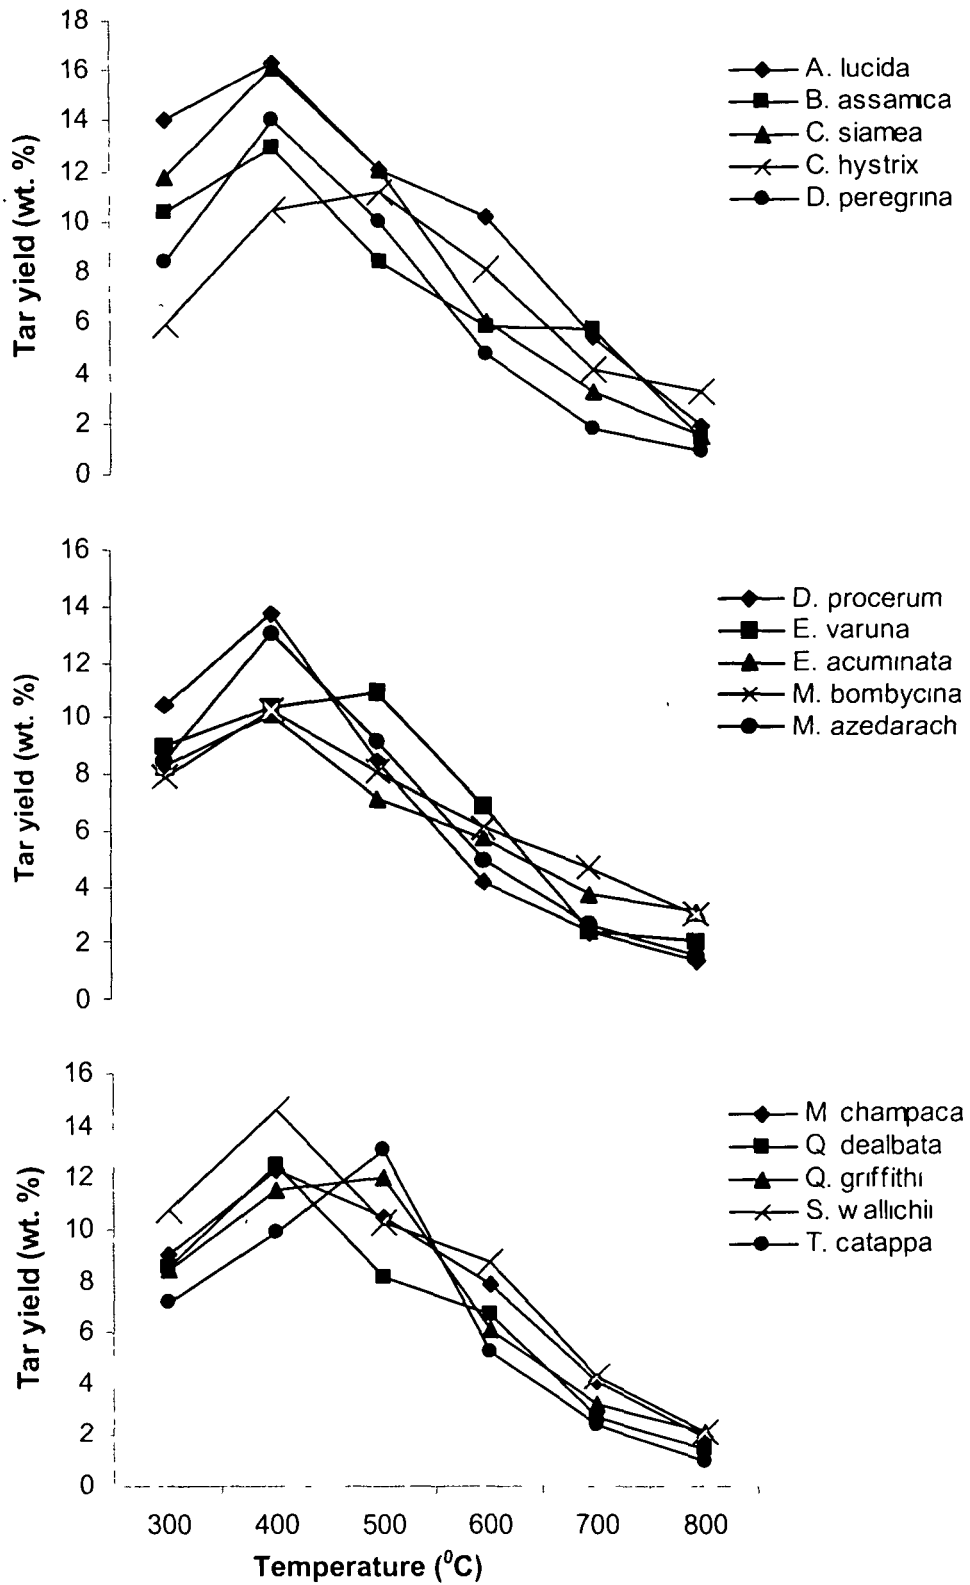 18
16
14
12
10
8
6
4
2
0
Tar yield (wt. %)
A. lucida
B. assamica
C. siamea
C. hystrix
D. peregrina
16
14
12
10
8
6
4
2
0
Tar yield (wt. %)
D. procerum
E. varuna
E. acuminata
M. bombycina
M. azedarach
16
14
12
10
8
6
4
2
0
Tar yield (wt. %)
M champaca
Q dealbata
Q. griffithi
S. wallichii
T. catappa
300 400 500 600 700 800
Temperature (⁰C)